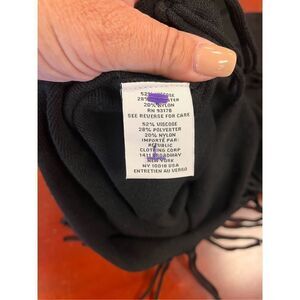 52% VISCOSE
28% POLYESTER
20% NYLON
RN 93178
SEE REVERSE FOR CARE
52% VISCOSE
28% POLYESTER
20% NYLON
IMPORTÉ PAR:
REPUBLIC
CLOTHING CORP
1411 BROADWAY
NEW YORK
NY 10018 USA
ENTRETIEN AU VERSO